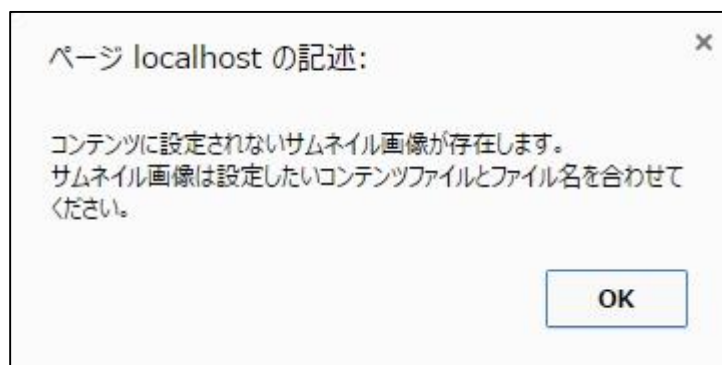 ページ localhost の記述:
×
コンテンツに設定されないサムネイル画像が存在します。
サムネイル画像は設定したいコンテンツファイルとファイル名を合わせて
ください。
OK